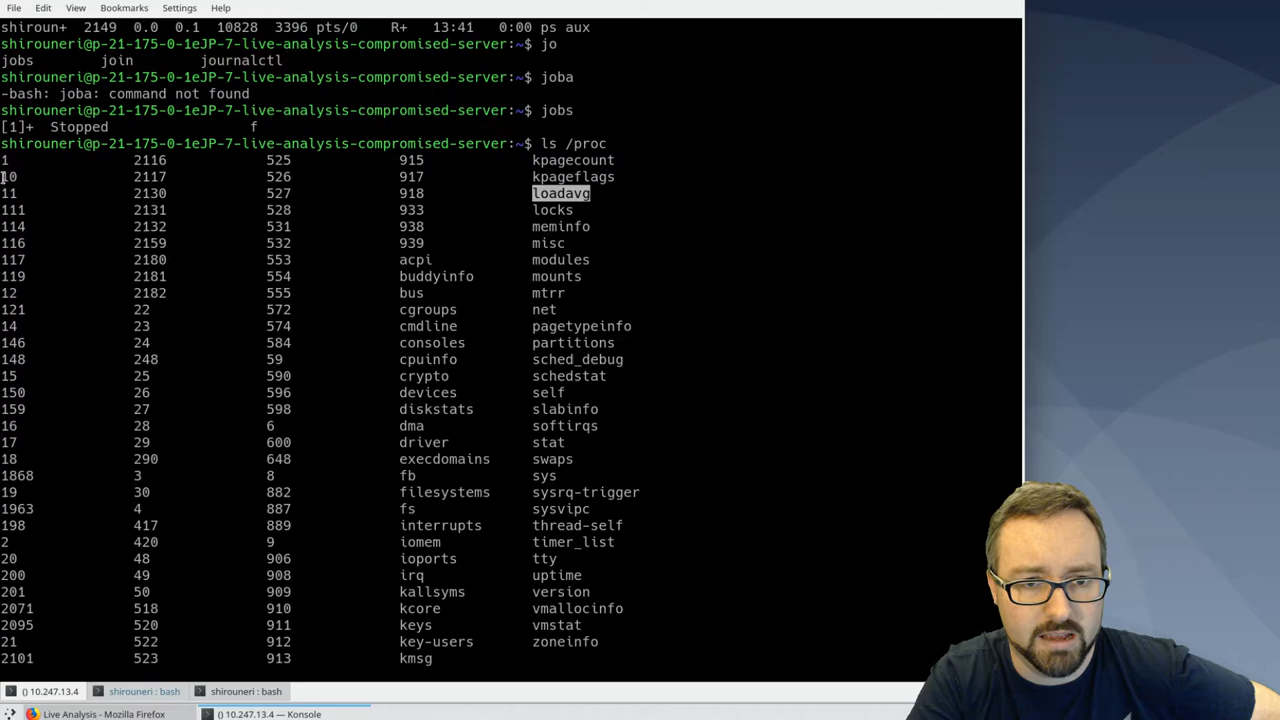 File Edit View Bookmarks Settings Help
shiroun+ 2149 0.0 0.1 10828 3396 pts/0 R+ 13:41 0:00 ps aux
shirouneri@p-21-175-0-1eJP-7-live-analysis-compromised-server:~$ jo
jobs join journalctl
shirouneri@p-21-175-0-1eJP-7-live-analysis-compromised-server:~$ joba
-bash: joba: command not found
shirouneri@p-21-175-0-1eJP-7-live-analysis-compromised-server:~$ jobs
[1]+ Stopped f
shirouneri@p-21-175-0-1eJP-7-live-analysis-compromised-server:~$ ls /proc
1 2116 525 915 kpagecount
10 2117 526 917 kpageflags
11 2130 527 918 loadavg
111 2131 528 933 locks
114 2132 531 938 meminfo
116 2159 532 939 misc
117 2180 553 acpi modules
119 2181 554 buddyinfo mounts
12 2182 555 bus mtrr
121 22 572 cgroups net
14 23 574 cmdline pagetypeinfo
146 24 584 consoles partitions
148 248 59 cpuinfo sched_debug
15 25 590 crypto schedstat
150 26 596 devices self
159 27 598 diskstats slabinfo
16 28 6 dma softirqs
17 29 600 driver stat
18 290 648 execdomains swaps
1868 3 8 fb sys
19 30 882 filesystems sysrq-trigger
1963 4 887 fs sysvipc
198 417 889 interrupts thread-self
2 420 9 iomem timer_list
20 48 906 ioports tty
200 49 908 irq uptime
201 50 909 kallsyms version
2071 518 910 kcore vmallocinfo
2095 520 911 keys vmstat
21 522 912 key-users zoneinfo
2101 523 913 kmsg
() 10.247.13.4 shirouneri : bash shirouneri : bash
Live Analysis - Mozilla Firefox () 10.247.13.4 — Konsole